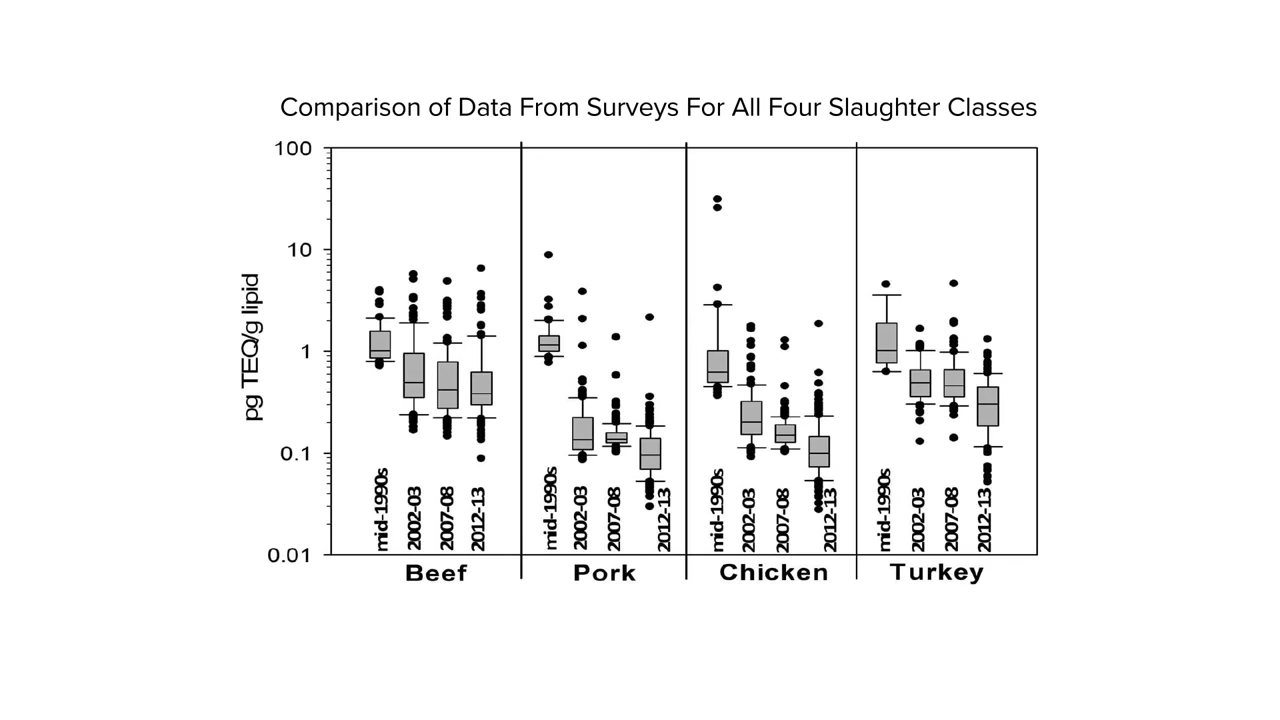 Comparison of Data From Surveys For All Four Slaughter Classes
pg TEQ/g lipid
100
10
1
0.1
0.01
mid-1990s
2002-03
2007-08
2012-13
mid-1990s
2002-03
2007-08
2012-13
mid-1990s
2002-03
2007-08
2012-13
mid-1990s
2002-03
2007-08
2012-13
Beef Pork Chicken Turkey